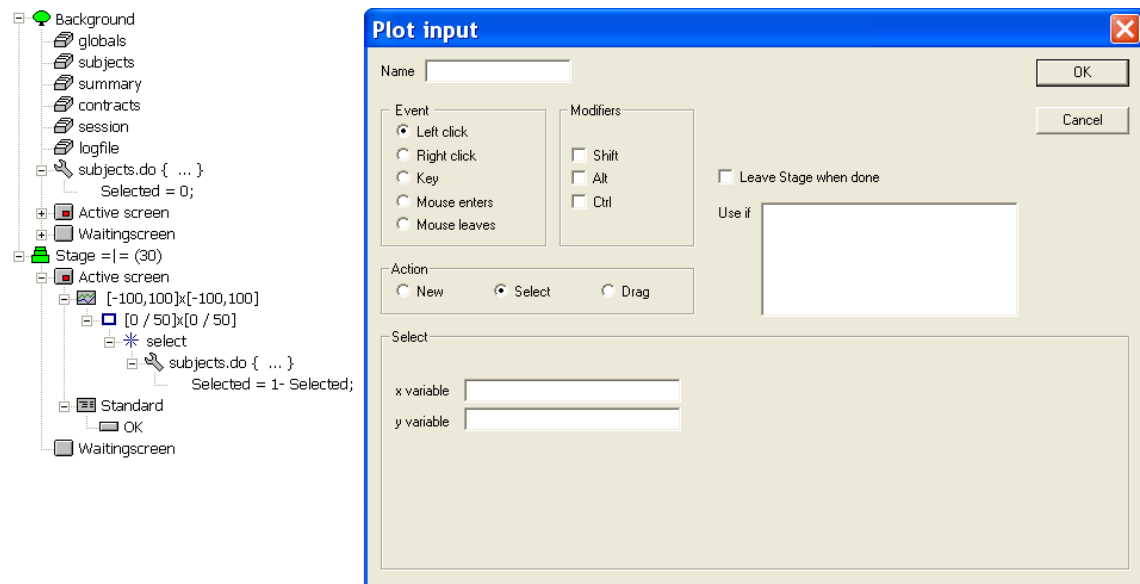 Background
globals
subjects
summary
contracts
session
logfile
subjects.do { ... }
Selected = 0;
Active screen
Waitingscreen
Stage =|= (30)
Active screen
[-100,100]x[-100,100]
[0 / 50]x[0 / 50]
select
subjects.do { ... }
Selected = 1- Selected;
Standard
OK
Waitingscreen
Plot input
Name
OK
Cancel
Event
Left click
Right click
Key
Mouse enters
Mouse leaves
Modifiers
Shift
Alt
Ctrl
Leave Stage when done
Use if
Action
New
Select
Drag
Select
x variable
y variable